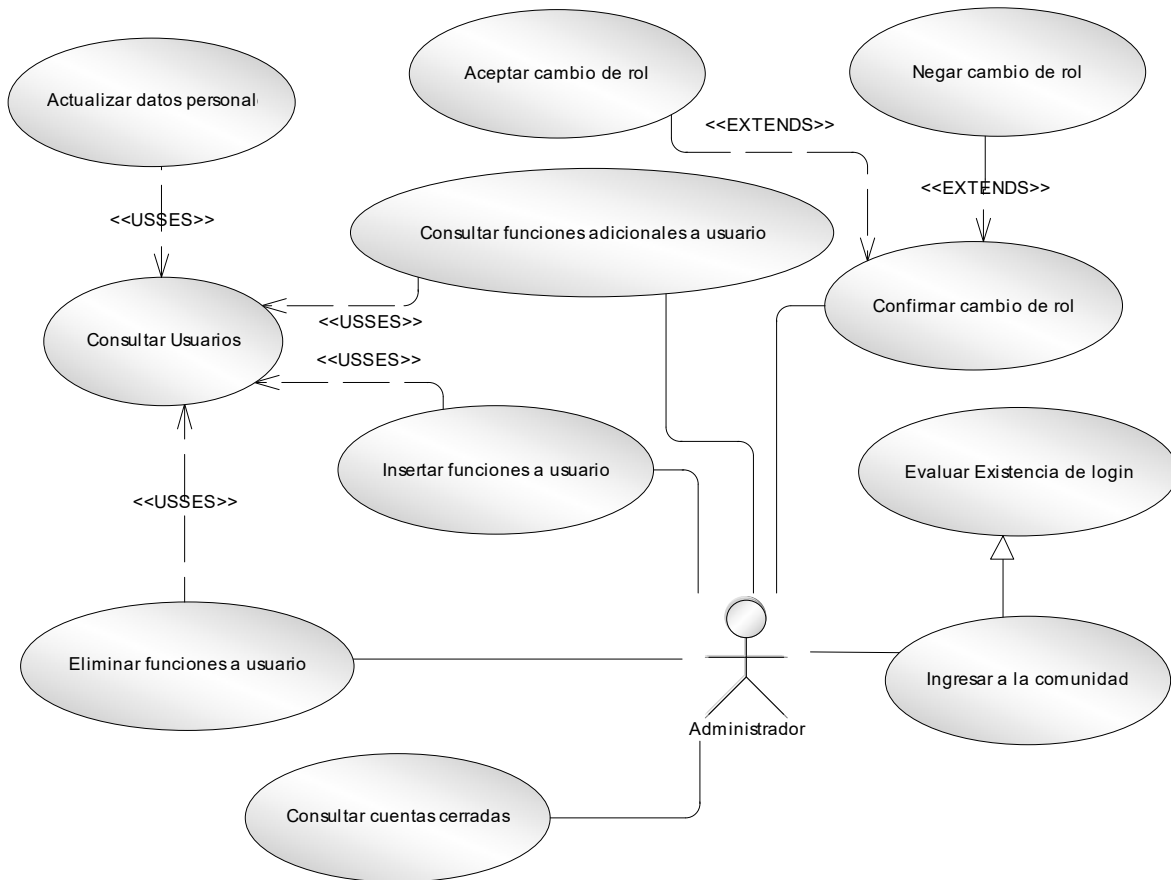 Aceptar cambio de rol
Negar cambio de rol
Actualizar datos personal
<<EXTENDS>>
<<EXTENDS>>
<<USSES>>
Consultar funciones adicionales a usuario
Confirmar cambio de rol
<<USSES>>
Consultar Usuarios
<<USSES>>
Insertar funciones a usuario
Evaluar Existencia de login
<<USSES>>
Eliminar funciones a usuario
Ingresar a la comunidad
Administrador
Consultar cuentas cerradas